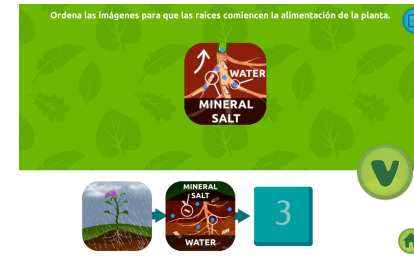 Ordena las imágenes para que las raíces comiencen la alimentación de la planta.
WATER
MINERAL
SALT
MINERAL
SALT
WATER
3